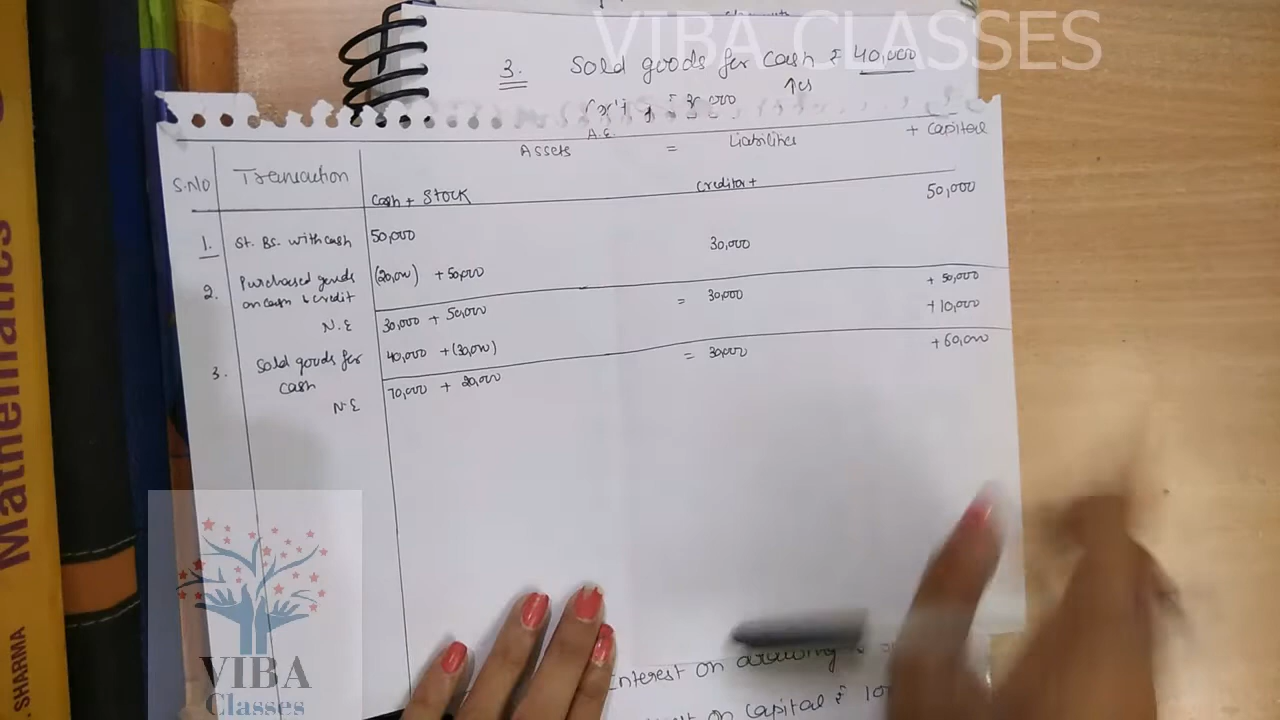 VIBA CLASSES
3. Sold goods for cash ₹ 40,000
A.E.
Assets = Liabilities + Capital
S.NO Transaction Cash + Stock Creditor +
1. St. Bs. with cash 50,000 50,000
2. Purchased goods on cash & credit (20,000) + 50,000 30,000
N.E 30,000 + 50,000 = 30,000 + 50,000
3. Sold goods for cash 40,000 + (30,000) + 10,000
N.E 70,000 + 20,000 = 30,000 + 60,000
Interest on drawing
on Capital ₹
Mathematics
SHARMA
VIBA
Classes